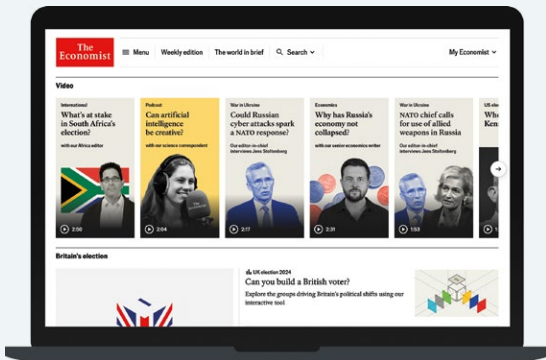 The
Economist
Menu
Weekly edition
The world in brief
Search
My Economist
Video
International
What's at stake
in South Africa's
election?
with our Africa editor
2:50
Podcast
Can artificial
intelligence
be creative?
with our science correspondent
2:04
War in Ukraine
Could Russian
cyber attacks spark
a NATO response?
Our editor-in-chief
interviews Jens Stoltenberg
2:17
Economics
Why has Russia's
economy not
collapsed?
with our senior economics writer
2:31
War in Ukraine
NATO chief calls
for use of allied
weapons in Russia
Our editor-in-chief
interviews Jens Stoltenberg
1:53
Britain's election
UK election 2024
Can you build a British voter?
Explore the groups driving Britain's political shifts using our
interactive tool